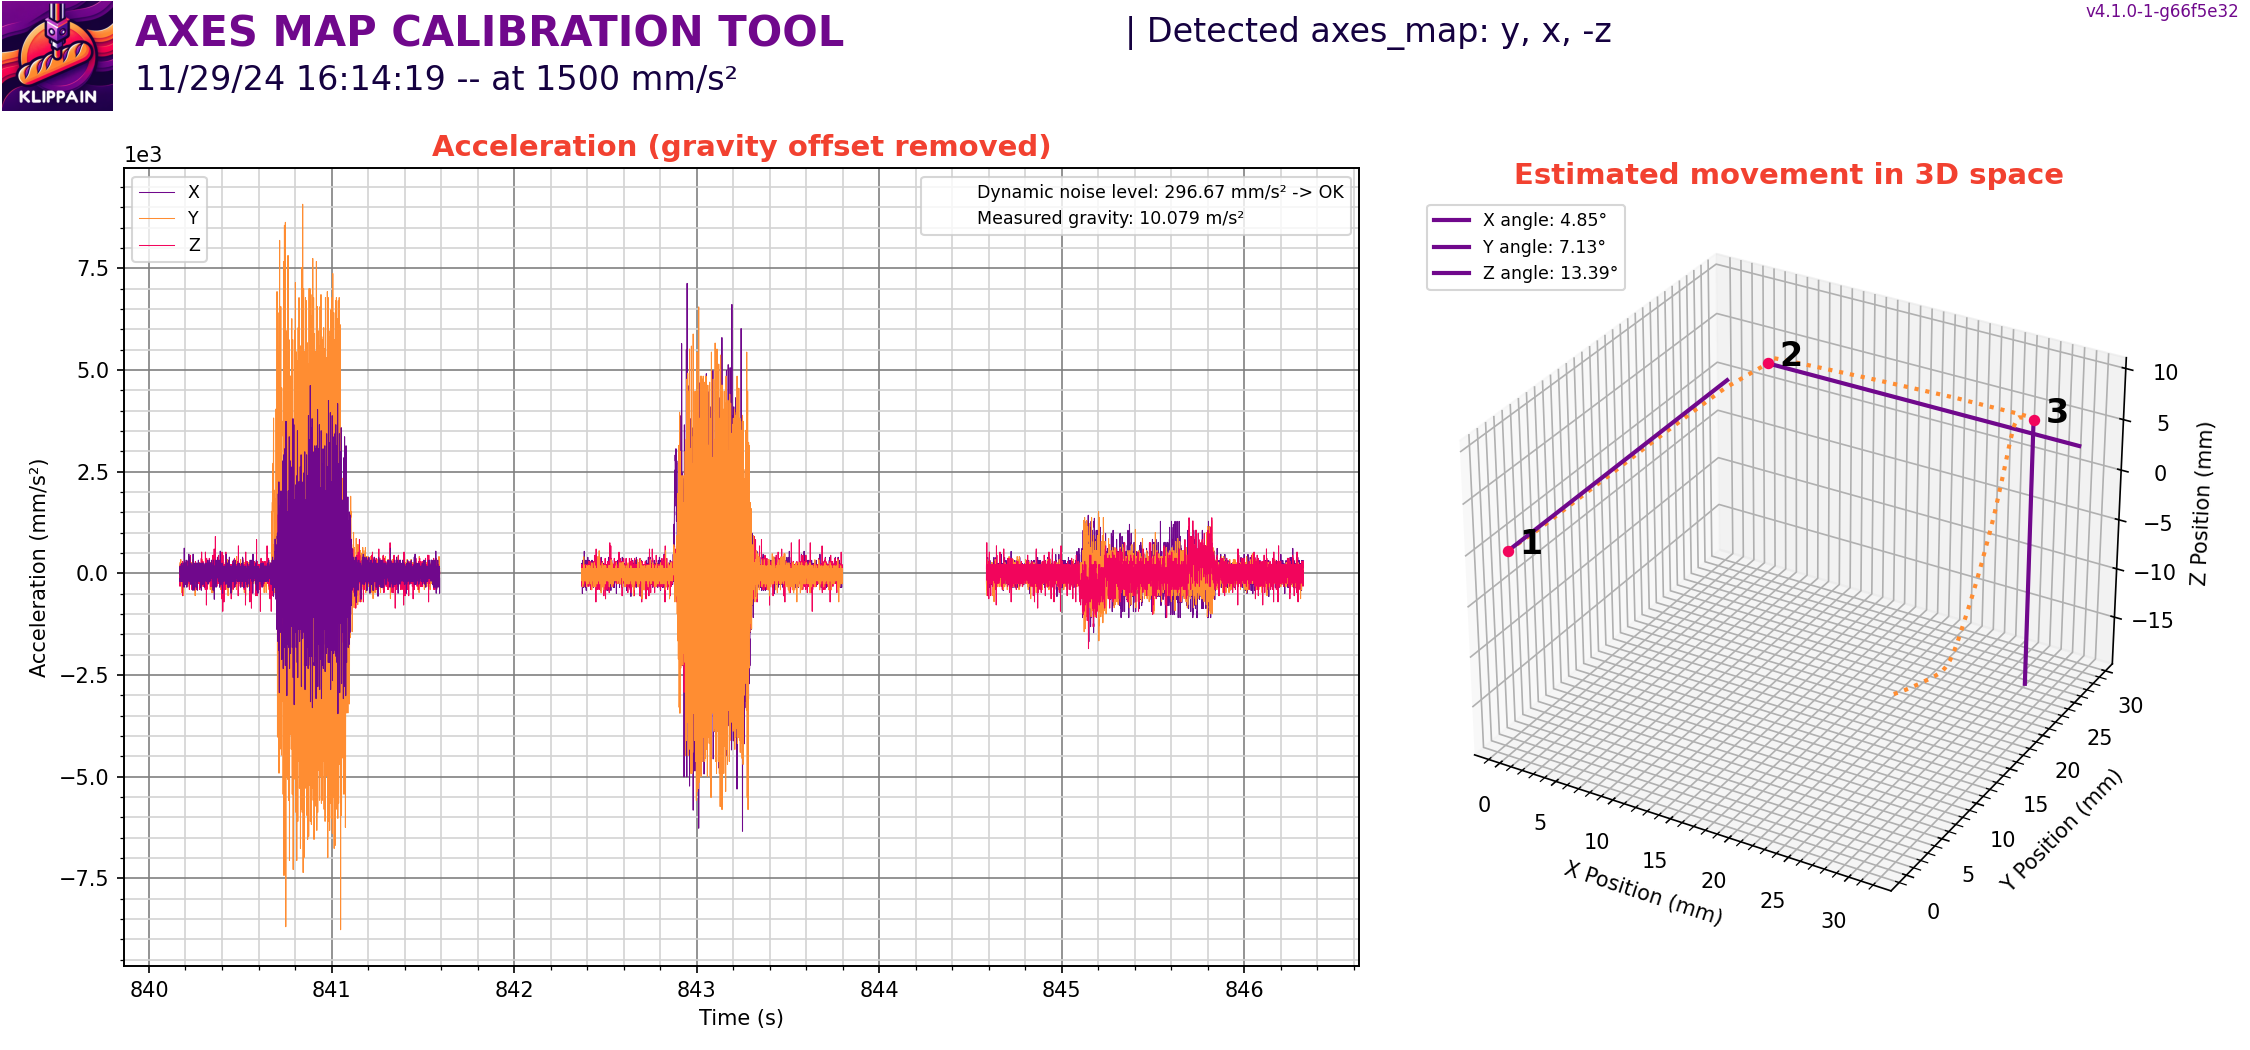 KLIPPAIN
AXES MAP CALIBRATION TOOL
11/29/24 16:14:19 -- at 1500 mm/s²
| Detected axes_map: y, x, -z
v4.1.0-1-g66f5e32
Acceleration (gravity offset removed)
1e3
X
Y
Z
Dynamic noise level: 296.67 mm/s² -> OK
Measured gravity: 10.079 m/s²
7.5
5.0
2.5
0.0
−2.5
−5.0
−7.5
Acceleration (mm/s²)
840
841
842
843
844
845
846
Time (s)
Estimated movement in 3D space
X angle: 4.85°
Y angle: 7.13°
Z angle: 13.39°
1
2
3
10
5
0
−5
−10
−15
Z Position (mm)
0
5
10
15
20
25
30
X Position (mm)
0
5
10
15
20
25
30
Y Position (mm)